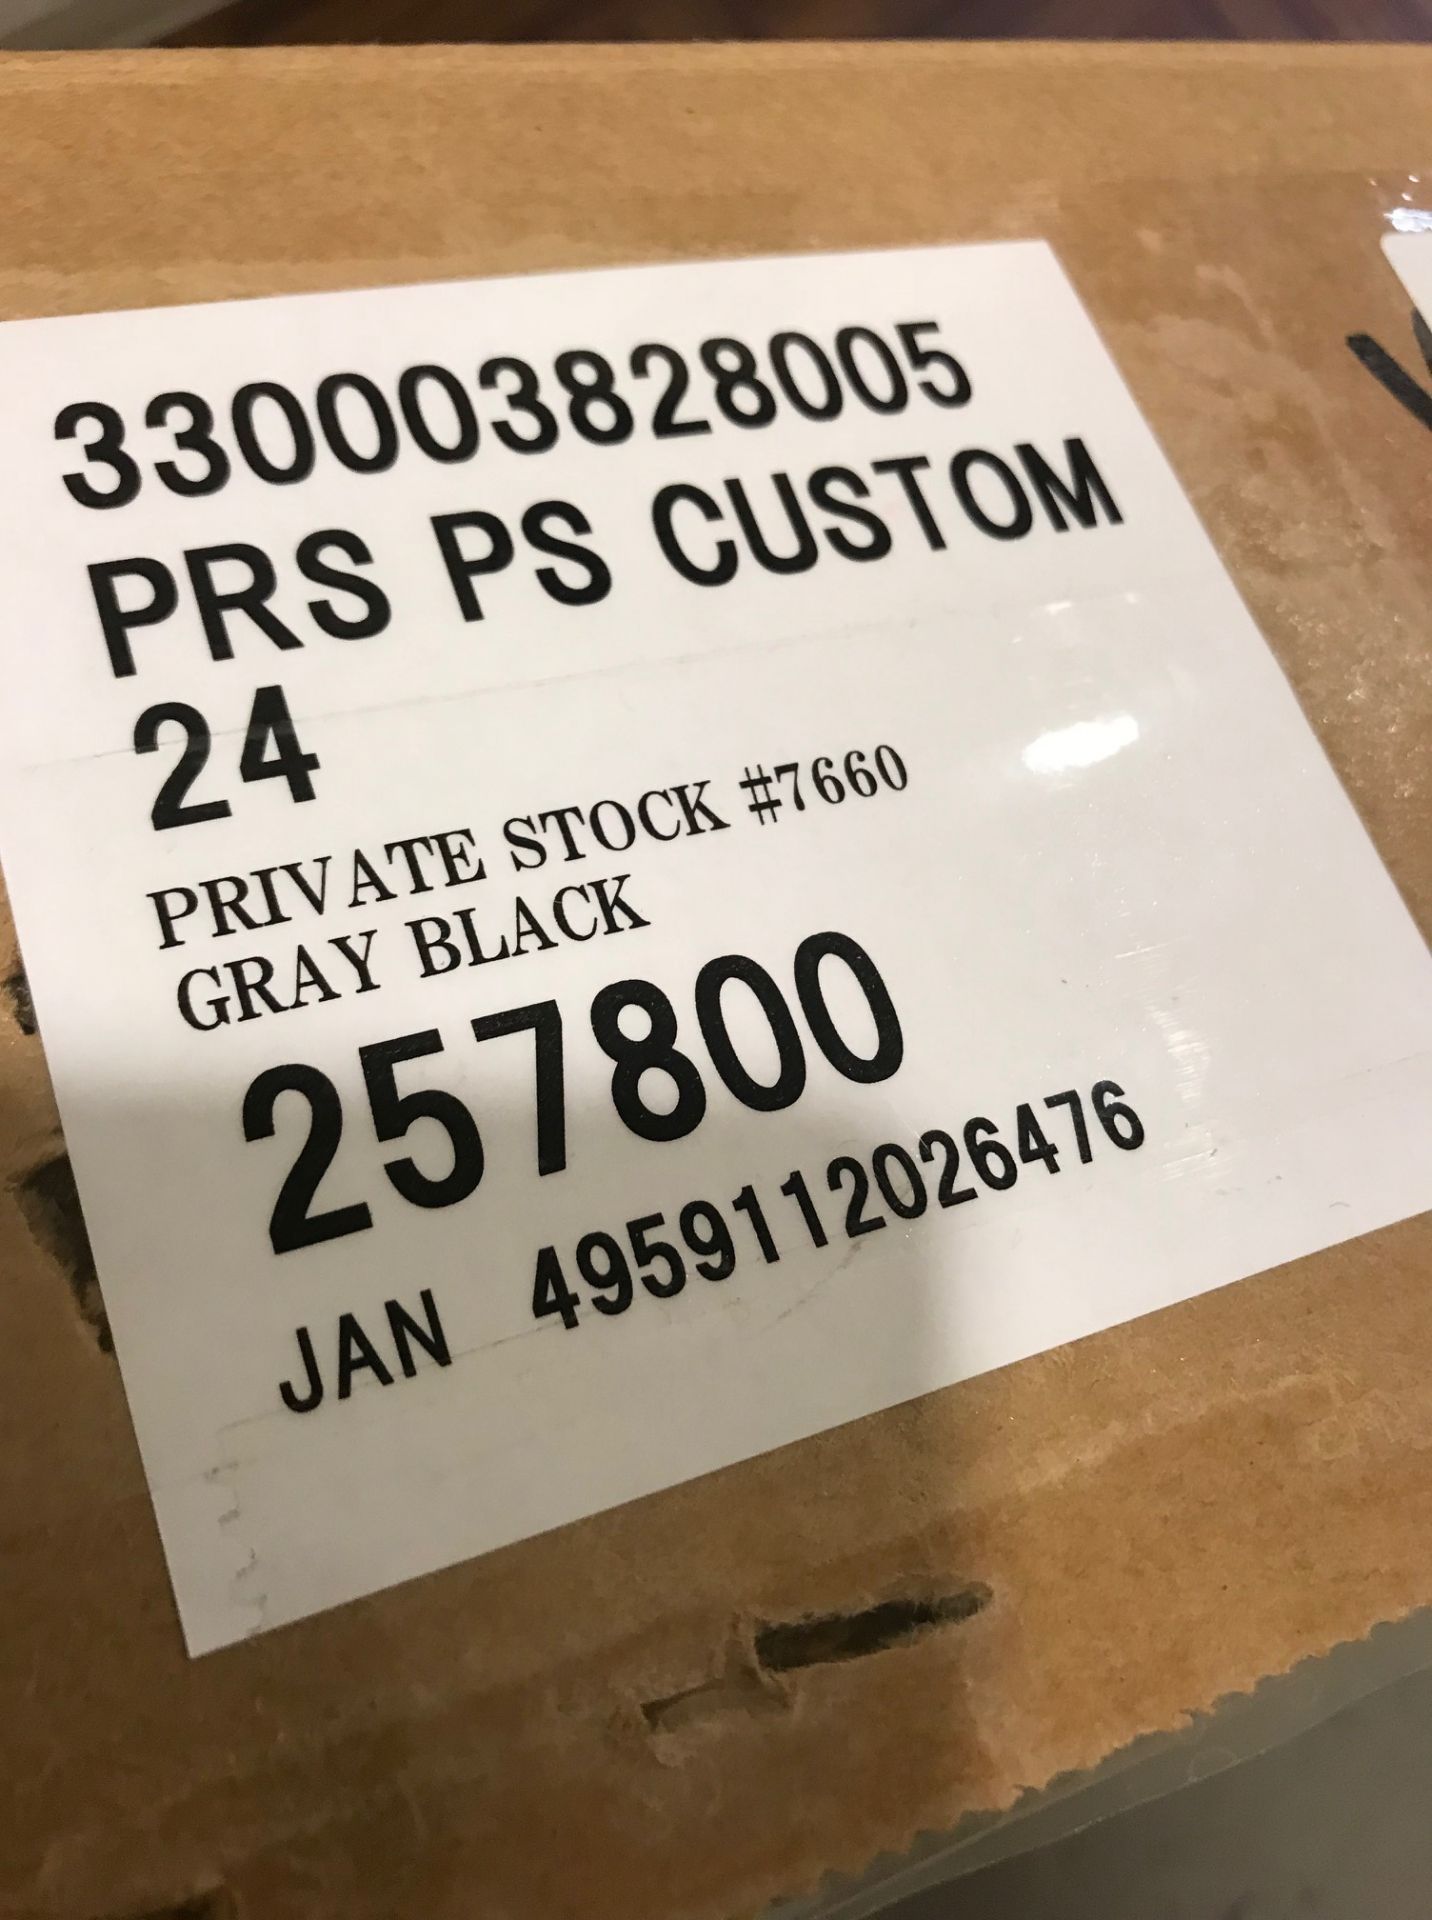 330003828005
PRS PS CUSTOM
24
PRIVATE STOCK #7660
GRAY BLACK
257800
JAN 4959112026476